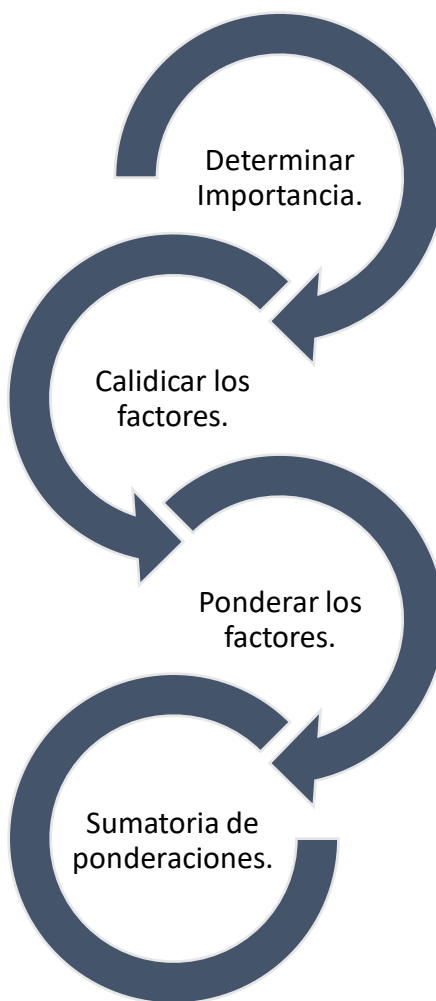 Determinar
Importancia.
Calidicar los
factores.
Ponderar los
factores.
Sumatoria de
ponderaciones.